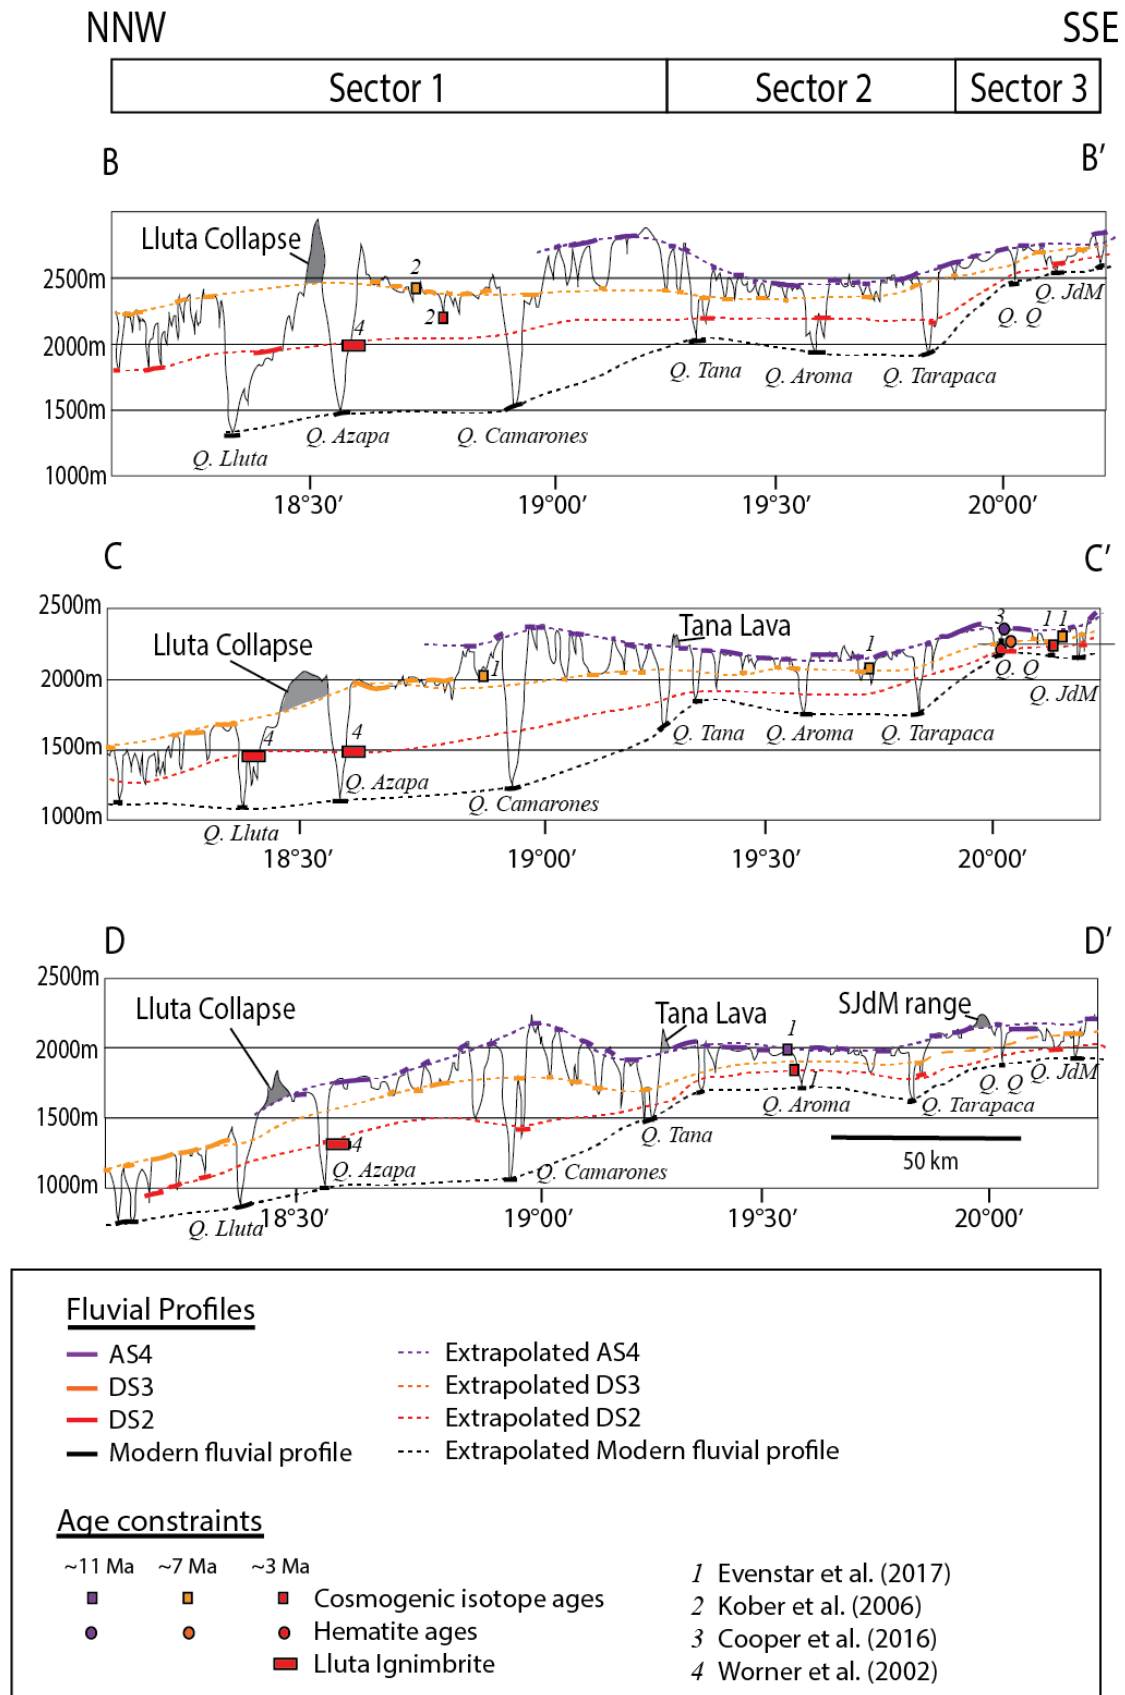 NNW SSE
Sector 1 Sector 2 Sector 3
B B′
Lluta Collapse
2500m
2000m
1500m
1000m
2
2
4
Q. Lluta
Q. Azapa
Q. Camarones
Q. Tana
Q. Aroma
Q. Tarapaca
Q. Q
Q. JdM
18°30′ 19°00′ 19°30′ 20°00′
C C′
2500m
2000m
1500m
1000m
Lluta Collapse
Tana Lava
4
4
1
1
3
1 1
Q. Lluta
Q. Azapa
Q. Camarones
Q. Tana
Q. Aroma
Q. Tarapaca
Q. Q
Q. JdM
18°30′ 19°00′ 19°30′ 20°00′
D D′
2500m
2000m
1500m
1000m
Lluta Collapse
Tana Lava
SJdM range
4
1
1
Q. Lluta
Q. Azapa
Q. Camarones
Q. Tana
Q. Aroma
Q. Tarapaca
Q. Q
Q. JdM
50 km
18°30′ 19°00′ 19°30′ 20°00′
Fluvial Profiles
AS4 Extrapolated AS4
DS3 Extrapolated DS3
DS2 Extrapolated DS2
Modern fluvial profile Extrapolated Modern fluvial profile
Age constraints
~11 Ma ~7 Ma ~3 Ma
Cosmogenic isotope ages
Hematite ages
Lluta Ignimbrite
1 Evenstar et al. (2017)
2 Kober et al. (2006)
3 Cooper et al. (2016)
4 Worner et al. (2002)